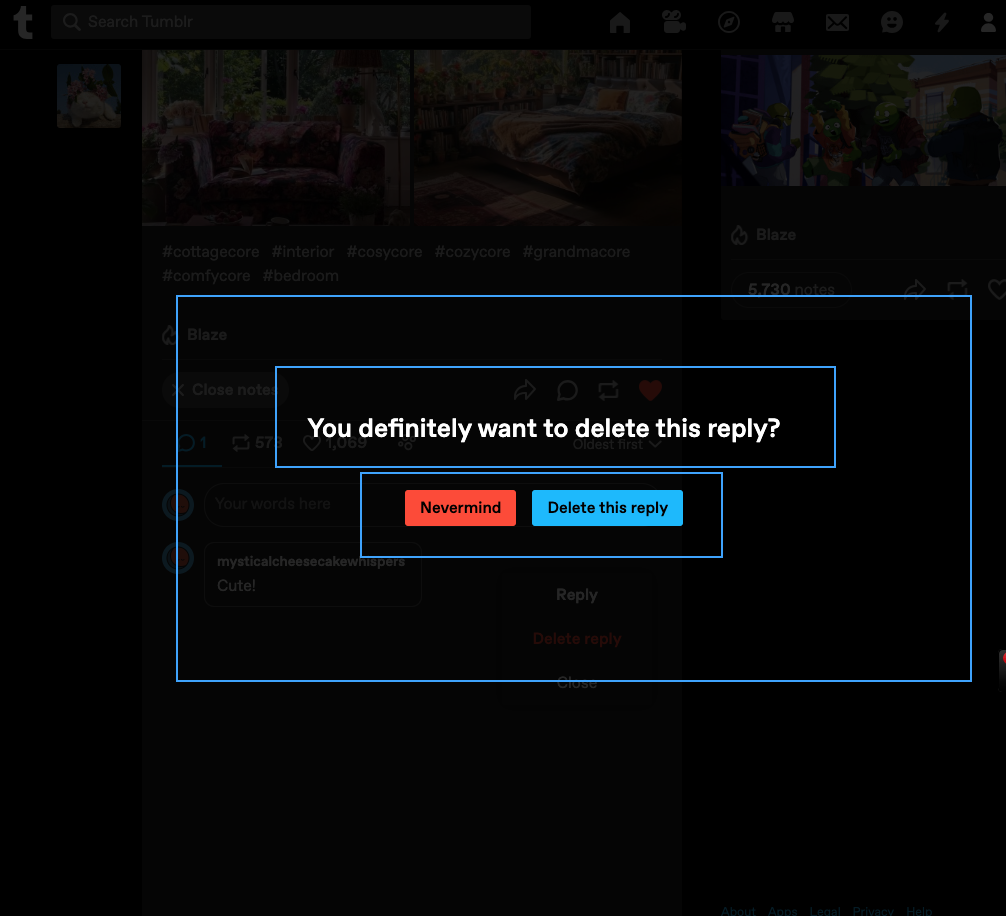 t
Search Tumblr
#cottagecore #interior #cosycore #cozycore #grandmacore
#comfycore #bedroom
Blaze
Blaze
5,730 notes
Close notes
You definitely want to delete this reply?
1 578 1,069 Oldest first
Your words here
Nevermind Delete this reply
mysticalcheesecakewhispers
Cute!
Reply
Delete reply
Close
About Apps Legal Privacy Help